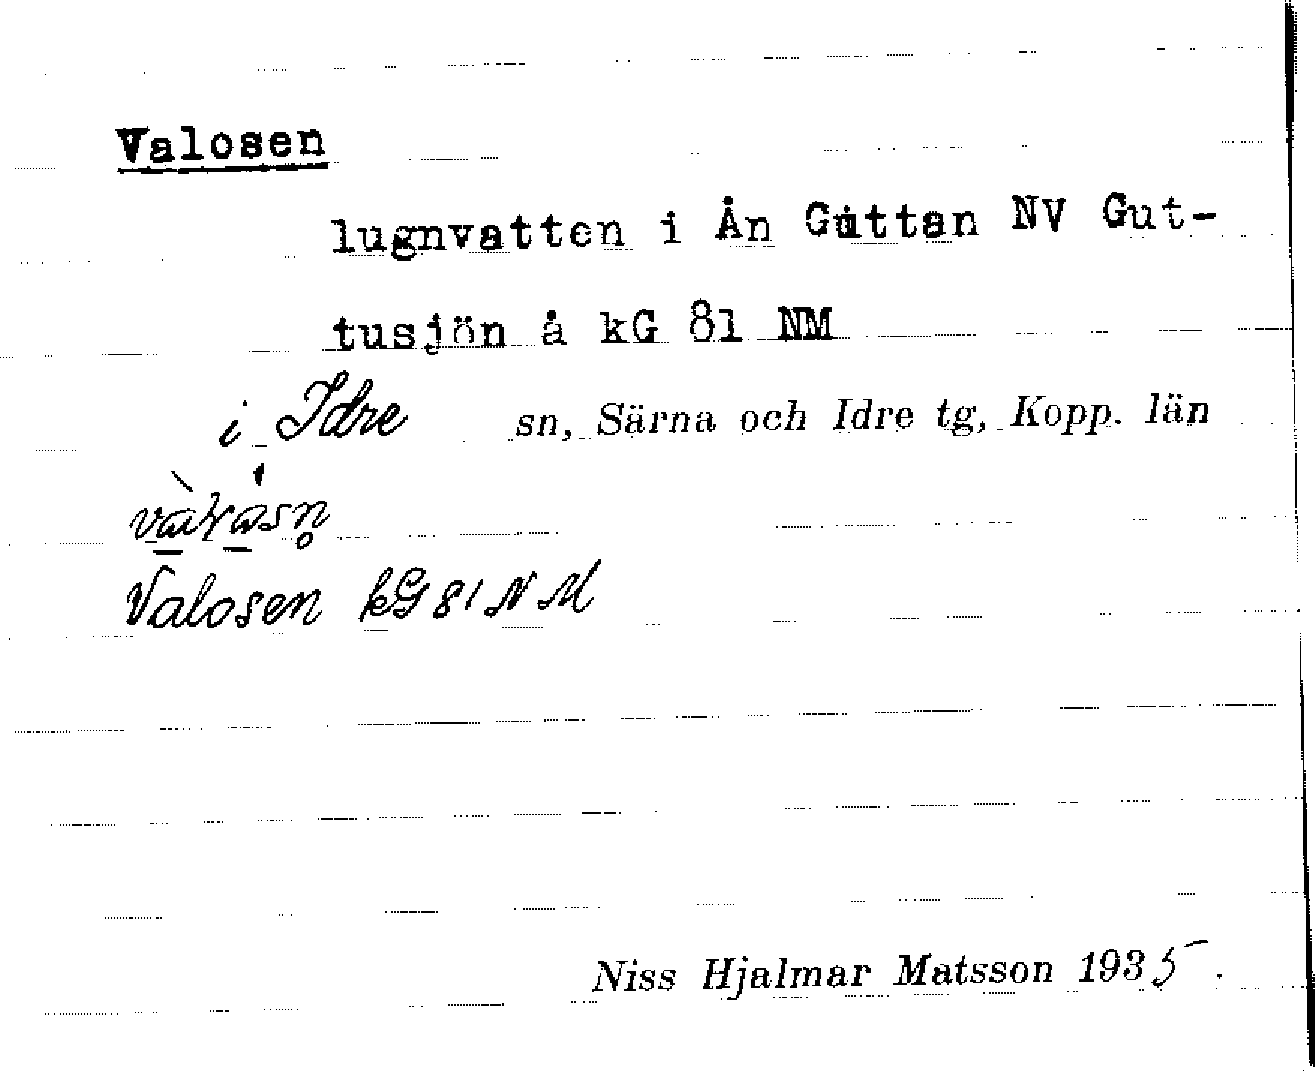 Valosen
lugnvatten i Ån Guttan NV Gut-
tusjön å kG 81 NM
i Idre sn, Särna och Idre tg, Kopp. län
Valosen kG 81 NM
Niss Hjalmar Matsson 1935.